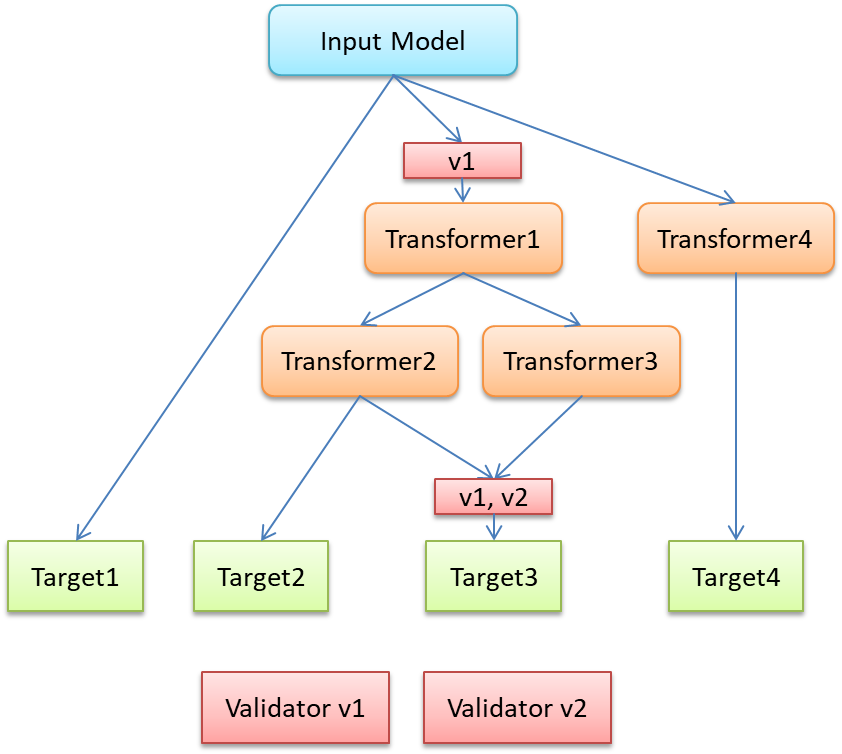 Input Model
v1
Transformer1
Transformer4
Transformer2
Transformer3
v1, v2
Target1
Target2
Target3
Target4
Validator v1
Validator v2